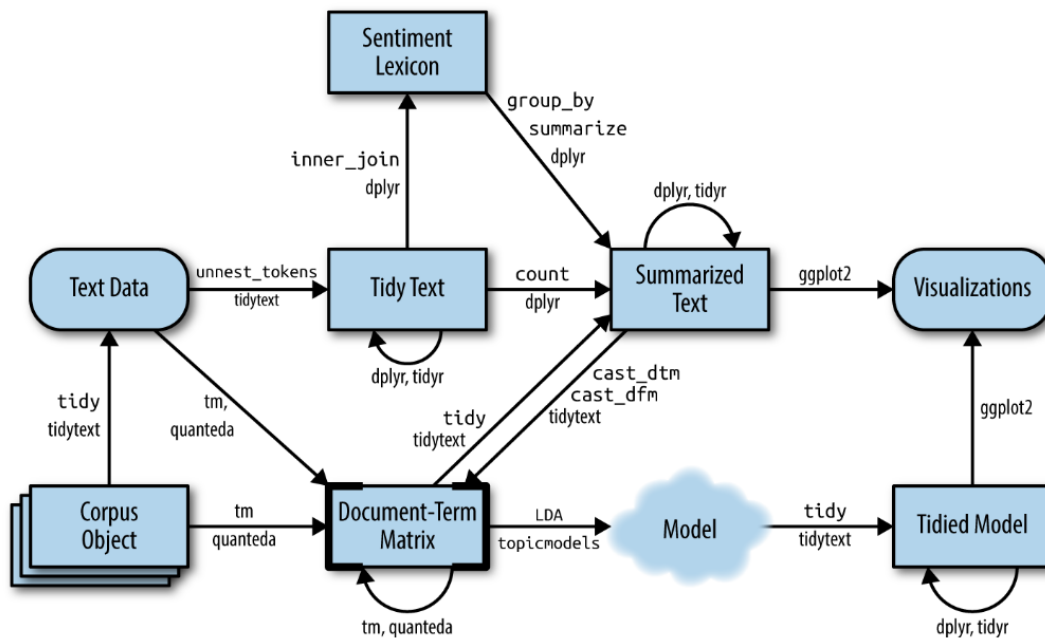 Sentiment
Lexicon
group_by
summarize
dplyr
inner_join
dplyr
dplyr, tidyr
Text Data
unnest_tokens
tidytext
Tidy Text
count
dplyr
Summarized
Text
ggplot2
Visualizations
dplyr, tidyr
cast_dtm
cast_dfm
tidytext
tidy
tidytext
tm,
quanteda
tidy
tidytext
ggplot2
Corpus
Object
tm
quanteda
Document-Term
Matrix
LDA
topicmodels
Model
tidy
tidytext
Tidied Model
tm, quanteda
dplyr, tidyr